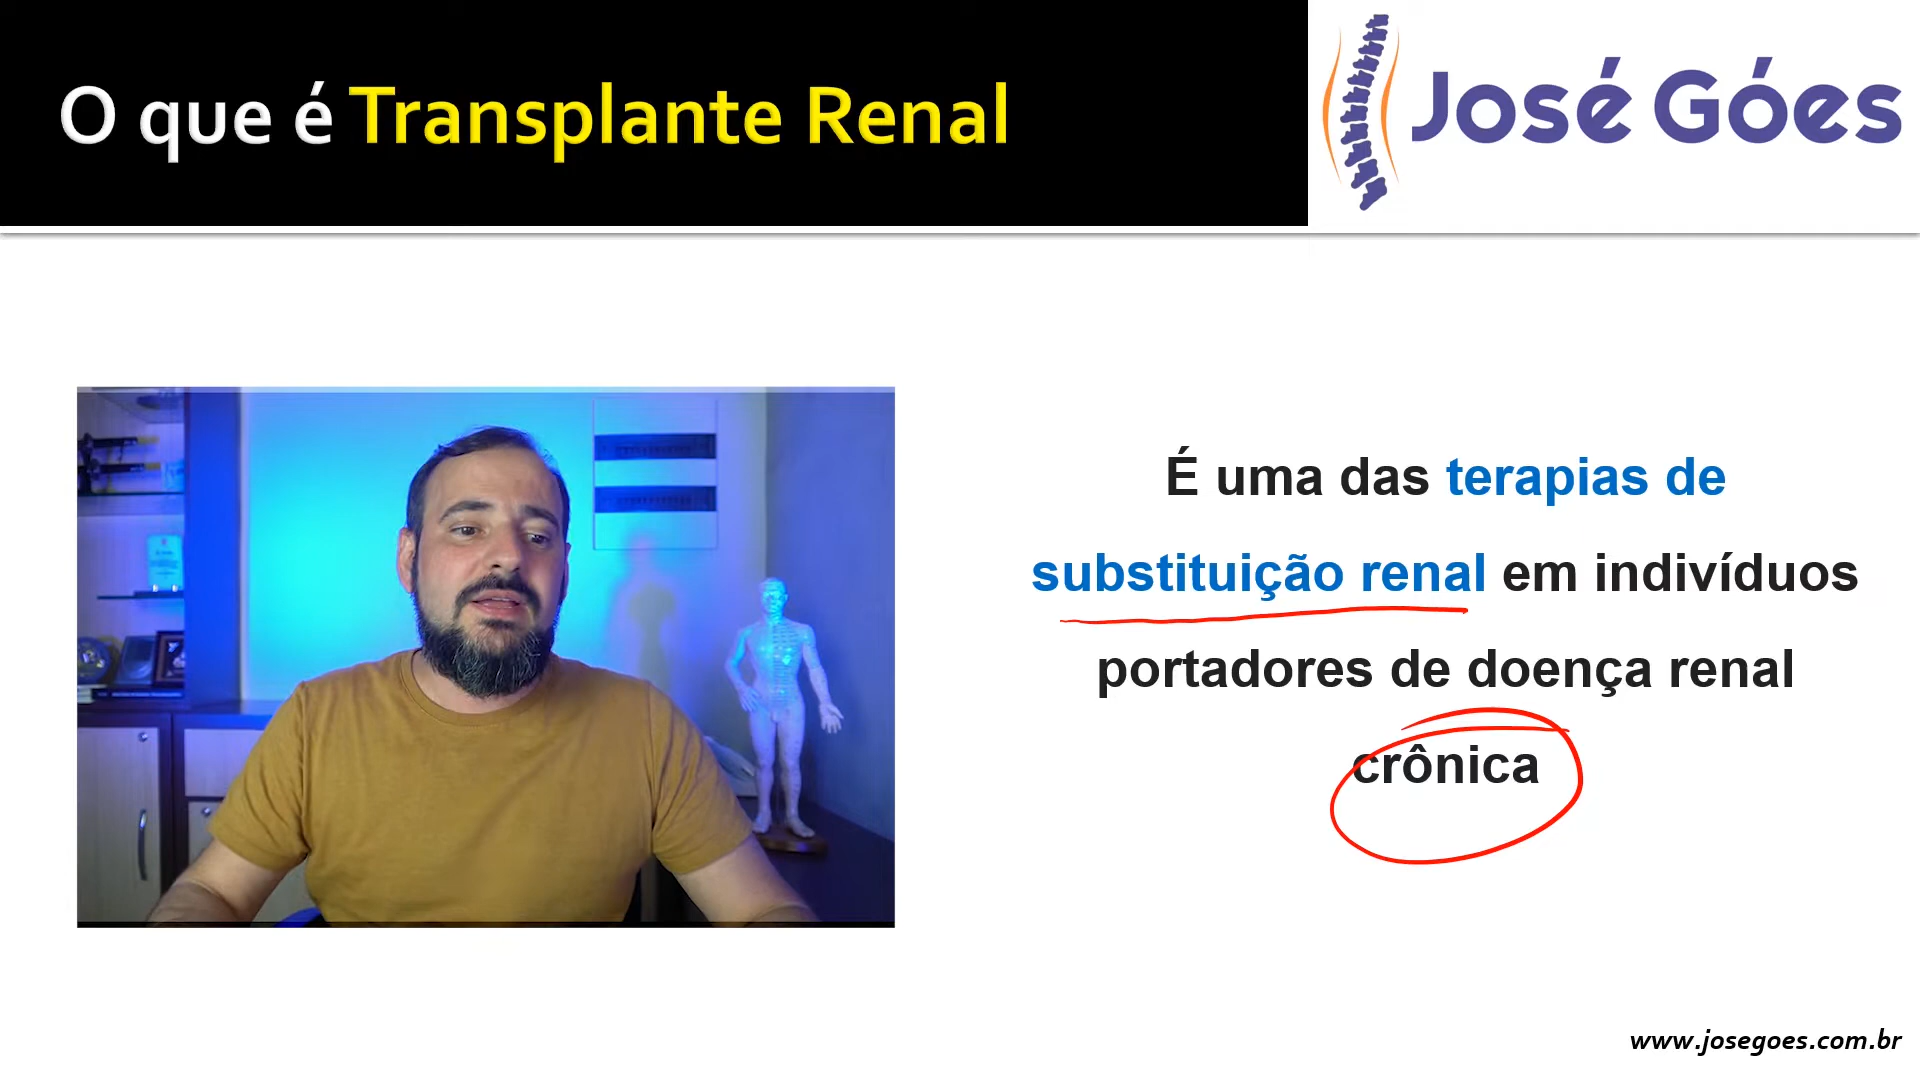 O que é Transplante Renal
José Góes
É uma das terapias de
substituição renal em indivíduos
portadores de doença renal
crônica
www.josegoes.com.br